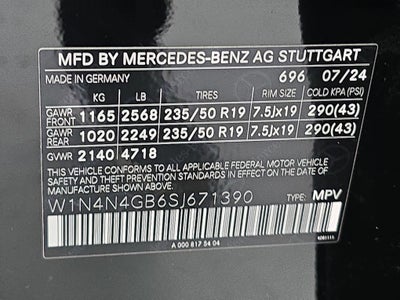 MFD BY MERCEDES-BENZ AG STUTTGART
MADE IN GERMANY 696 07/24
KG LB TIRES RIM SIZE COLD KPA (PSI)
GAWR FRONT 1165 2568 235/50 R19 7.5Jx19 290(43)
GAWR REAR 1020 2249 235/50 R19 7.5Jx19 290(43)
GVW 2140 4718
THIS VEHICLE CONFORMS TO ALL APPLICABLE FEDERAL MOTOR VEHICLE
SAFETY AND THEFT PREVENTION STANDARDS IN EFFECT ON THE DATE
OF MANUFACTURE SHOWN ABOVE.
W1N4N4GB6SJ671390 TYPE: MPV
A 000 817 54 04